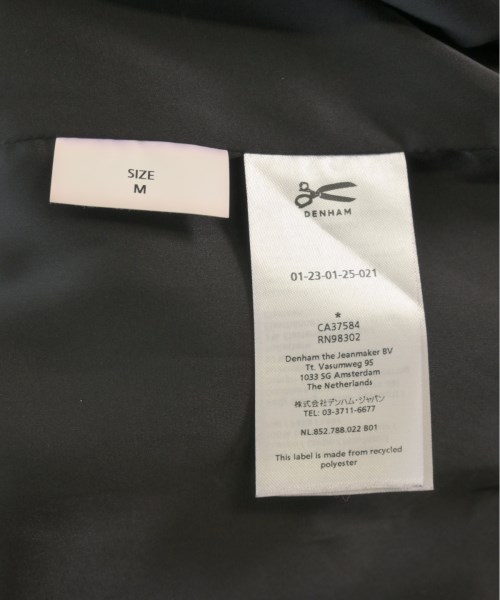 SIZE
M
DENHAM
01-23-01-25-021
*
CA37584
RN98302
Denham the Jeanmaker BV
Tt. Vasumweg 95
1033 SG Amsterdam
The Netherlands
株式会社デンハム・ジャパン
TEL: 03-3711-6677
NL.852.788.022 B01
This label is made from recycled
polyester